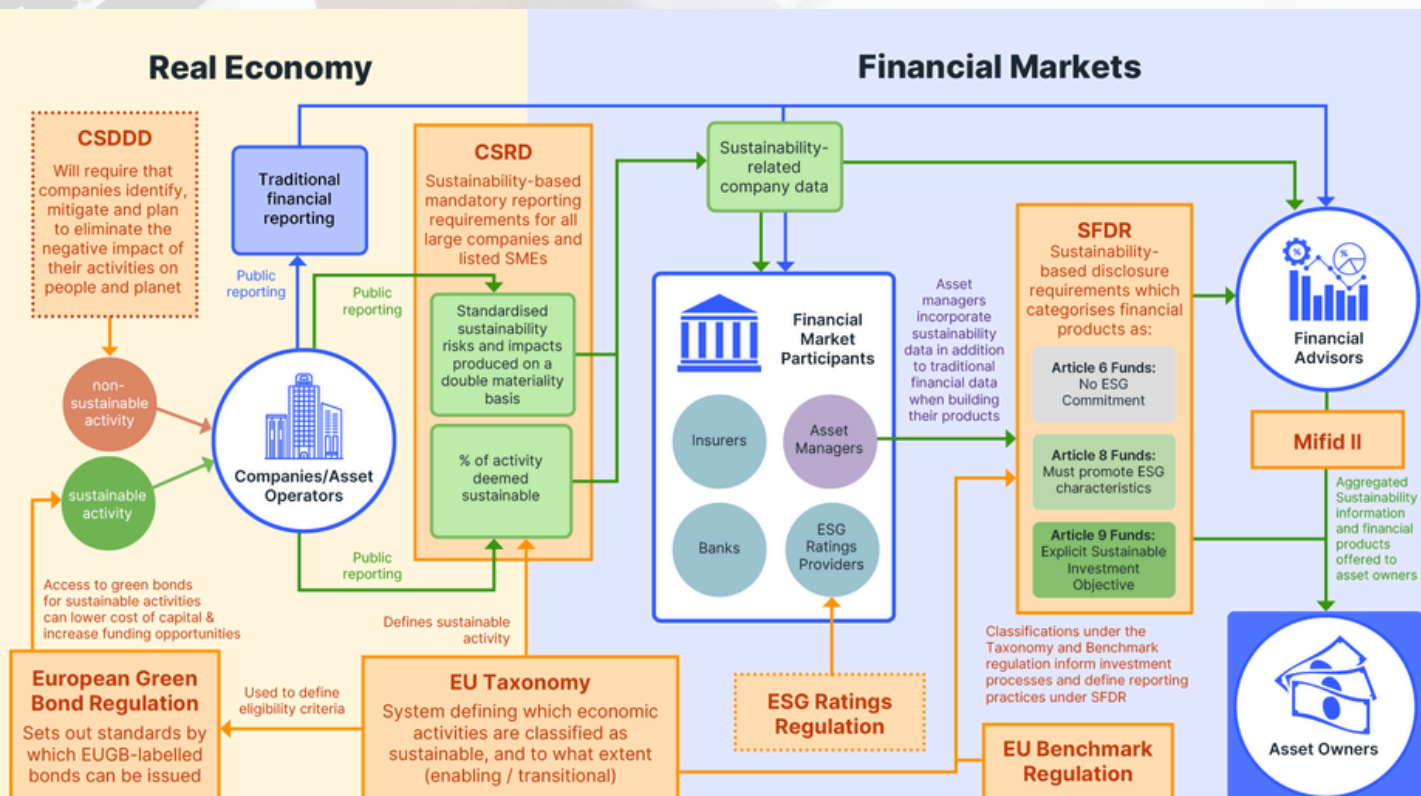 Real Economy
Financial Markets
CSDDD
Will require that
companies identify,
mitigate and plan
to eliminate the
negative impact of
their activities on
people and planet
Traditional
financial
reporting
CSRD
Sustainability-based
mandatory reporting
requirements for all
large companies and
listed SMEs
Sustainability-
related
company data
Public
reporting
Public
reporting
Standardised
sustainability
risks and impacts
produced on a
double materiality
basis
% of activity
deemed
sustainable
non-
sustainable
activity
sustainable
activity
Companies/Asset
Operators
Public
reporting
Financial
Market
Participants
Insurers
Asset
Managers
Banks
ESG
Ratings
Providers
Asset
managers
incorporate
sustainability
data in addition
to traditional
financial data
when building
their products
SFDR
Sustainability-
based disclosure
requirements which
categorises financial
products as:
Article 6 Funds:
No ESG
Commitment
Article 8 Funds:
Must promote ESG
characteristics
Article 9 Funds:
Explicit Sustainable
Investment
Objective
%
%
Financial
Advisors
Mifid II
Aggregated
Sustainability
information
and financial
products
offered to
asset owners
Asset Owners
Access to green bonds
for sustainable activities
can lower cost of capital &
increase funding opportunities
European Green
Bond Regulation
Sets out standards by
which EUGB-labelled
bonds can be issued
Used to define
eligibility criteria
Defines sustainable
activity
EU Taxonomy
System defining which economic
activities are classified as
sustainable, and to what extent
(enabling / transitional)
ESG Ratings
Regulation
Classifications under the
Taxonomy and Benchmark
regulation inform investment
processes and define reporting
practices under SFDR
EU Benchmark
Regulation